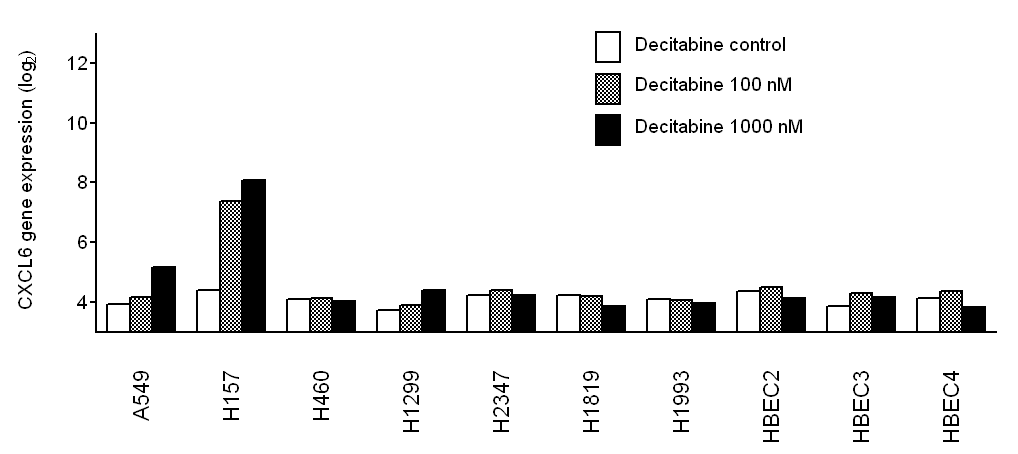 CXCL6 gene expression (log2)
12
10
8
6
4
Decitabine control
Decitabine 100 nM
Decitabine 1000 nM
A549
H157
H460
H1299
H2347
H1819
H1993
HBEC2
HBEC3
HBEC4